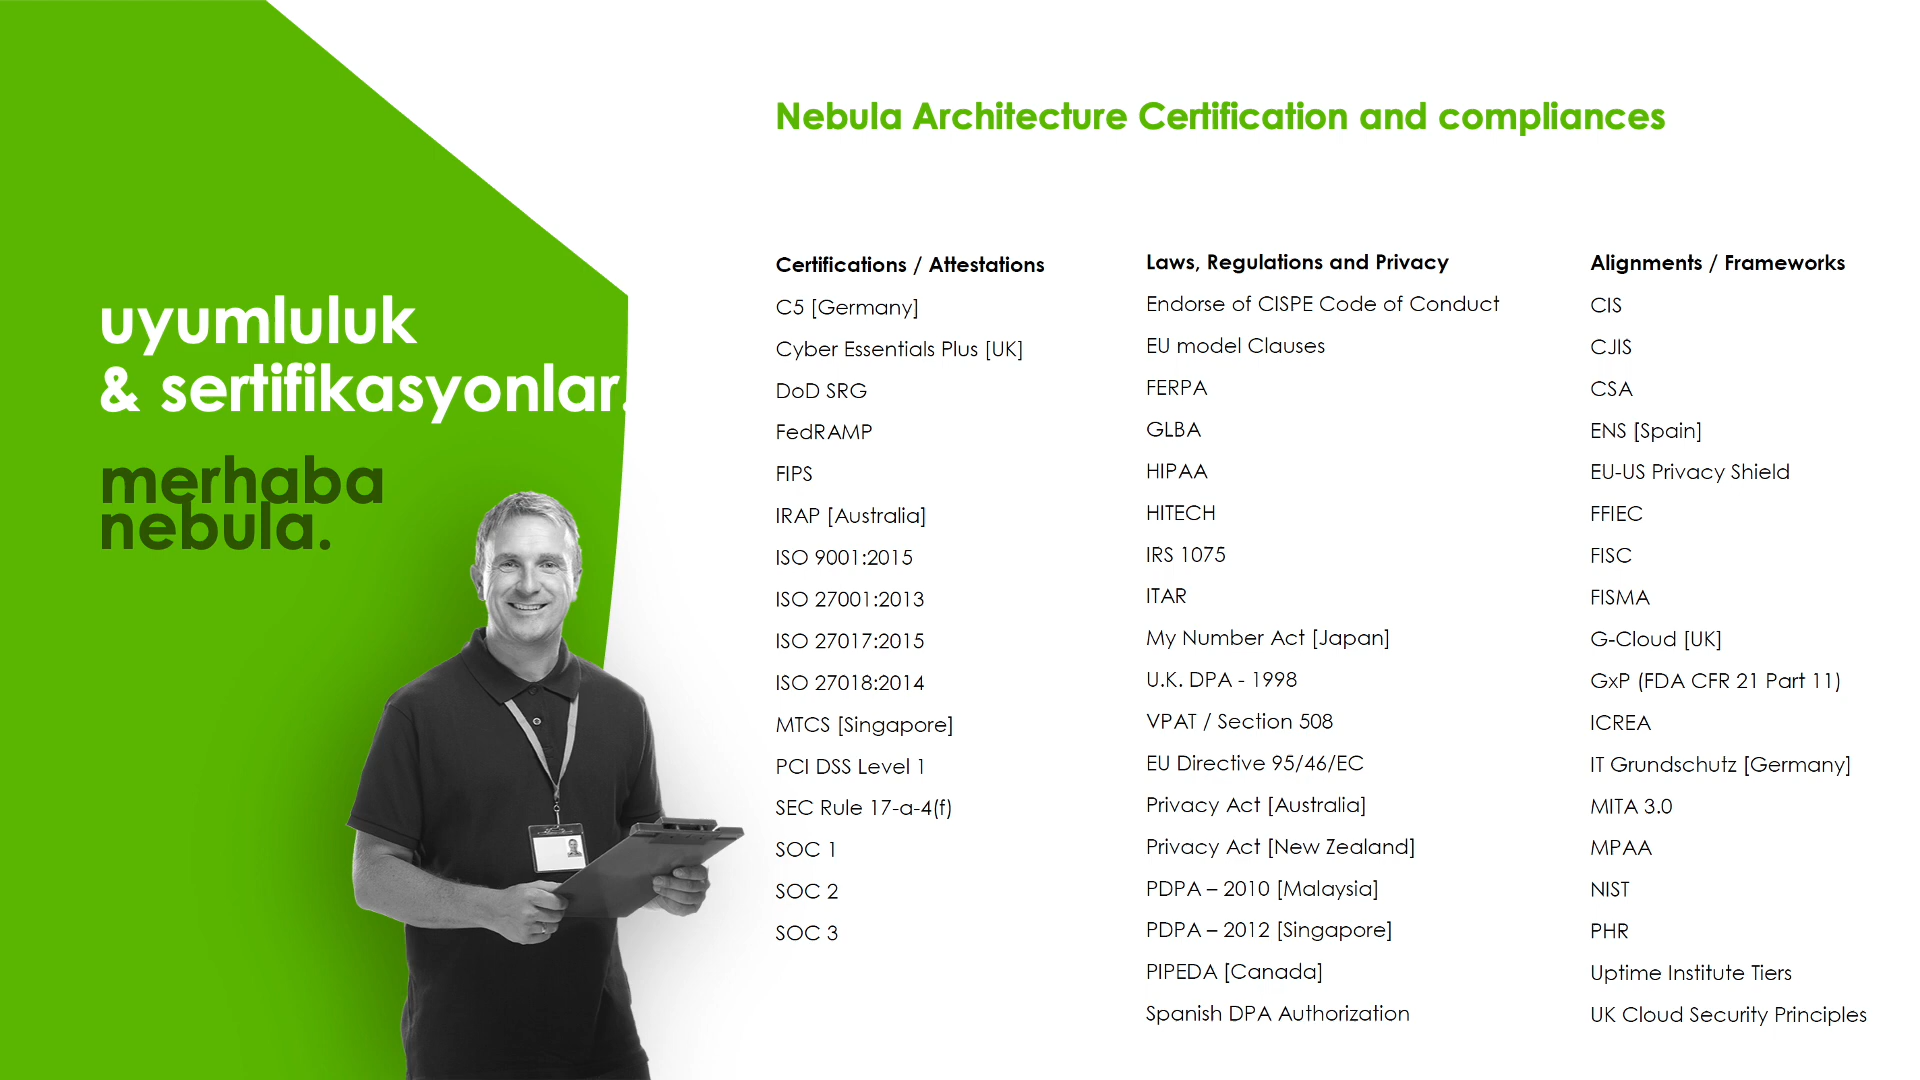 uyumluluk
& sertifikasyonlar.
merhaba
nebula.
Nebula Architecture Certification and compliances
Certifications / Attestations
C5 [Germany]
Cyber Essentials Plus [UK]
DoD SRG
FedRAMP
FIPS
IRAP [Australia]
ISO 9001:2015
ISO 27001:2013
ISO 27017:2015
ISO 27018:2014
MTCS [Singapore]
PCI DSS Level 1
SEC Rule 17-a-4(f)
SOC 1
SOC 2
SOC 3
Laws, Regulations and Privacy
Endorse of CISPE Code of Conduct
EU model Clauses
FERPA
GLBA
HIPAA
HITECH
IRS 1075
ITAR
My Number Act [Japan]
U.K. DPA - 1998
VPAT / Section 508
EU Directive 95/46/EC
Privacy Act [Australia]
Privacy Act [New Zealand]
PDPA – 2010 [Malaysia]
PDPA – 2012 [Singapore]
PIPEDA [Canada]
Spanish DPA Authorization
Alignments / Frameworks
CIS
CJIS
CSA
ENS [Spain]
EU-US Privacy Shield
FFIEC
FISC
FISMA
G-Cloud [UK]
GxP (FDA CFR 21 Part 11)
ICREA
IT Grundschutz [Germany]
MITA 3.0
MPAA
NIST
PHR
Uptime Institute Tiers
UK Cloud Security Principles